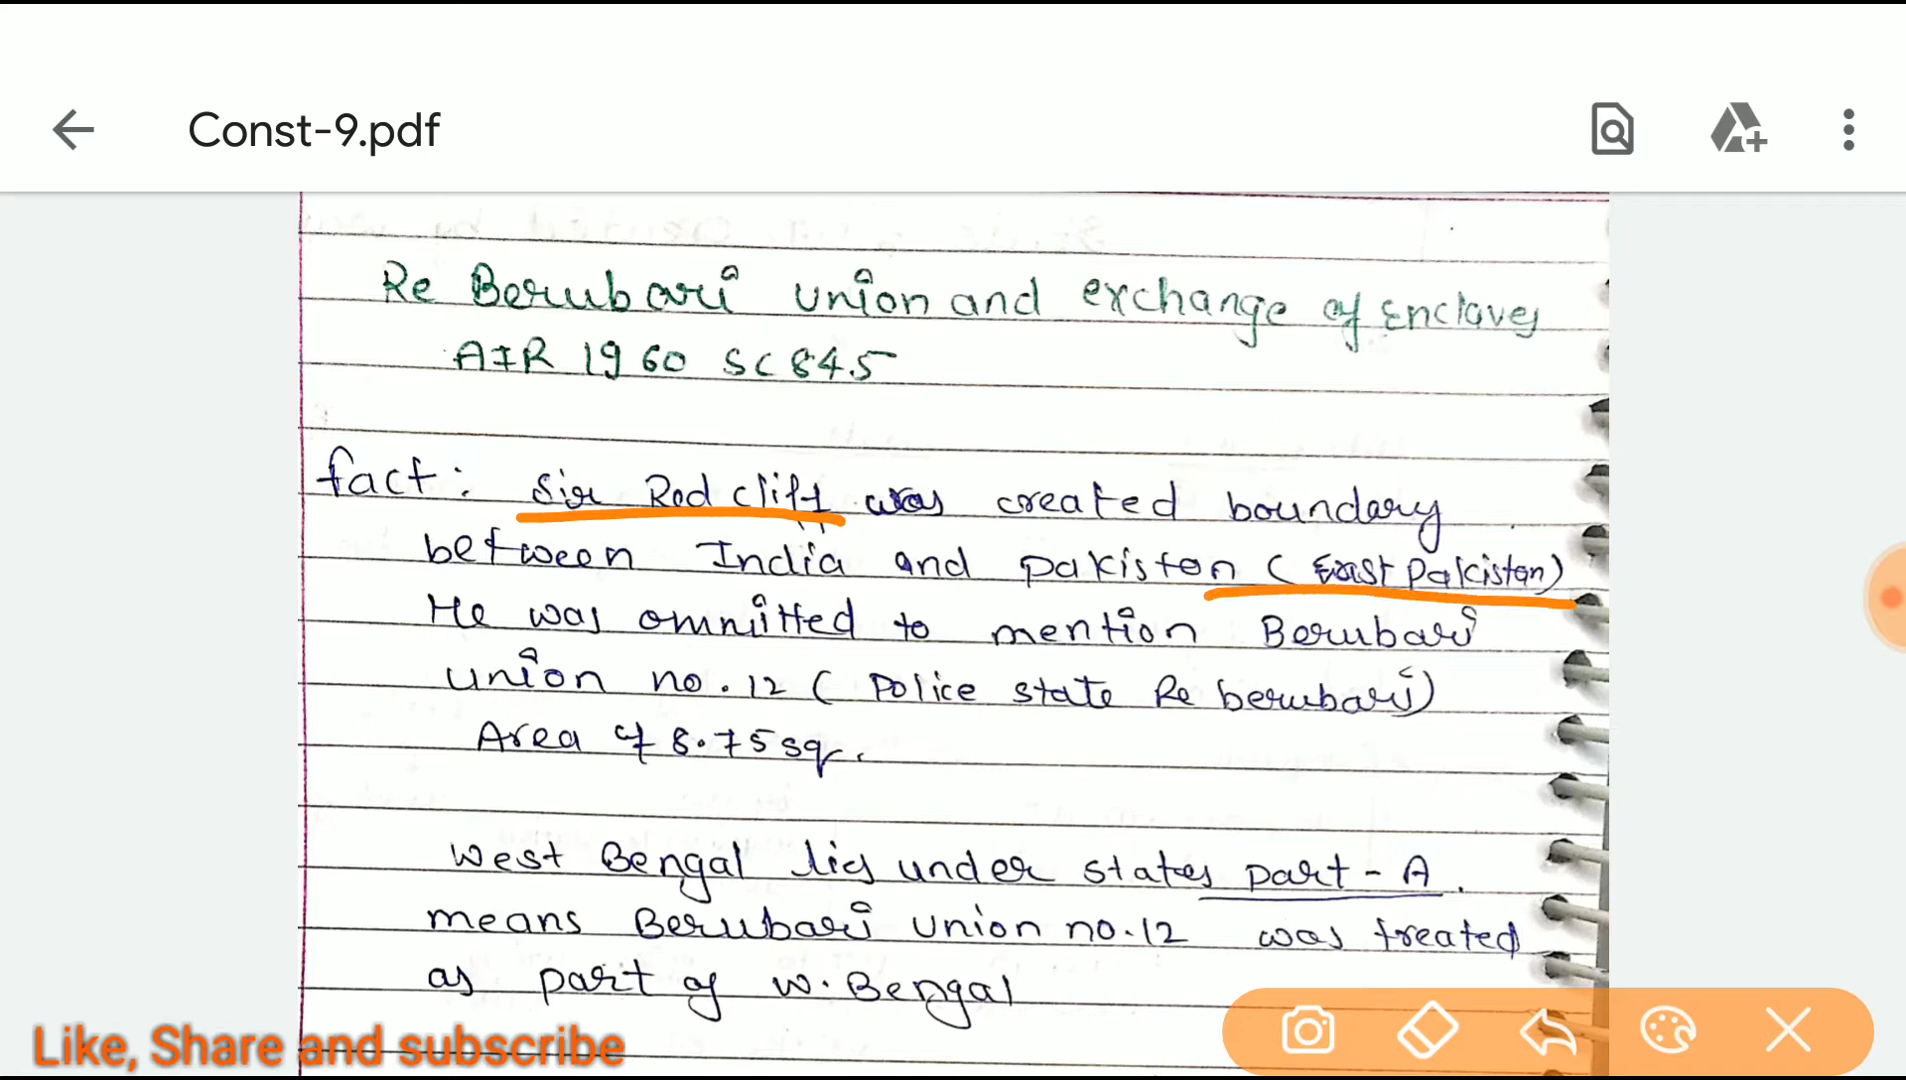 Const-9.pdf
Re Berubari union and exchange of Enclaves
AIR 1960 SC 845
fact: Sir Red cliff was created boundary
between India and Pakistan (East Pakistan)
He was ommitted to mention Berubari
union no. 12 (Police state Re berubari)
Area of 8.75 sq.
West Bengal lies under states part-A.
means Berubari union no.12 was treated
as part of W. Bengal
Like, Share and subscribe